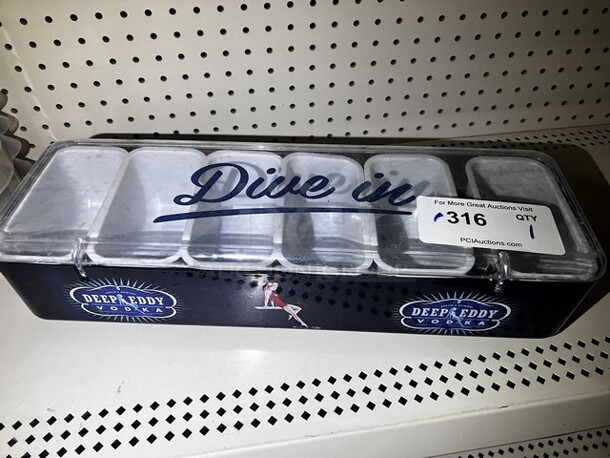 Dive in
For More Great Auctions Visit
316
QTY
1
PCIAuctions.com
DEEP EDDY
VODKA
DEEP EDDY
VODKA